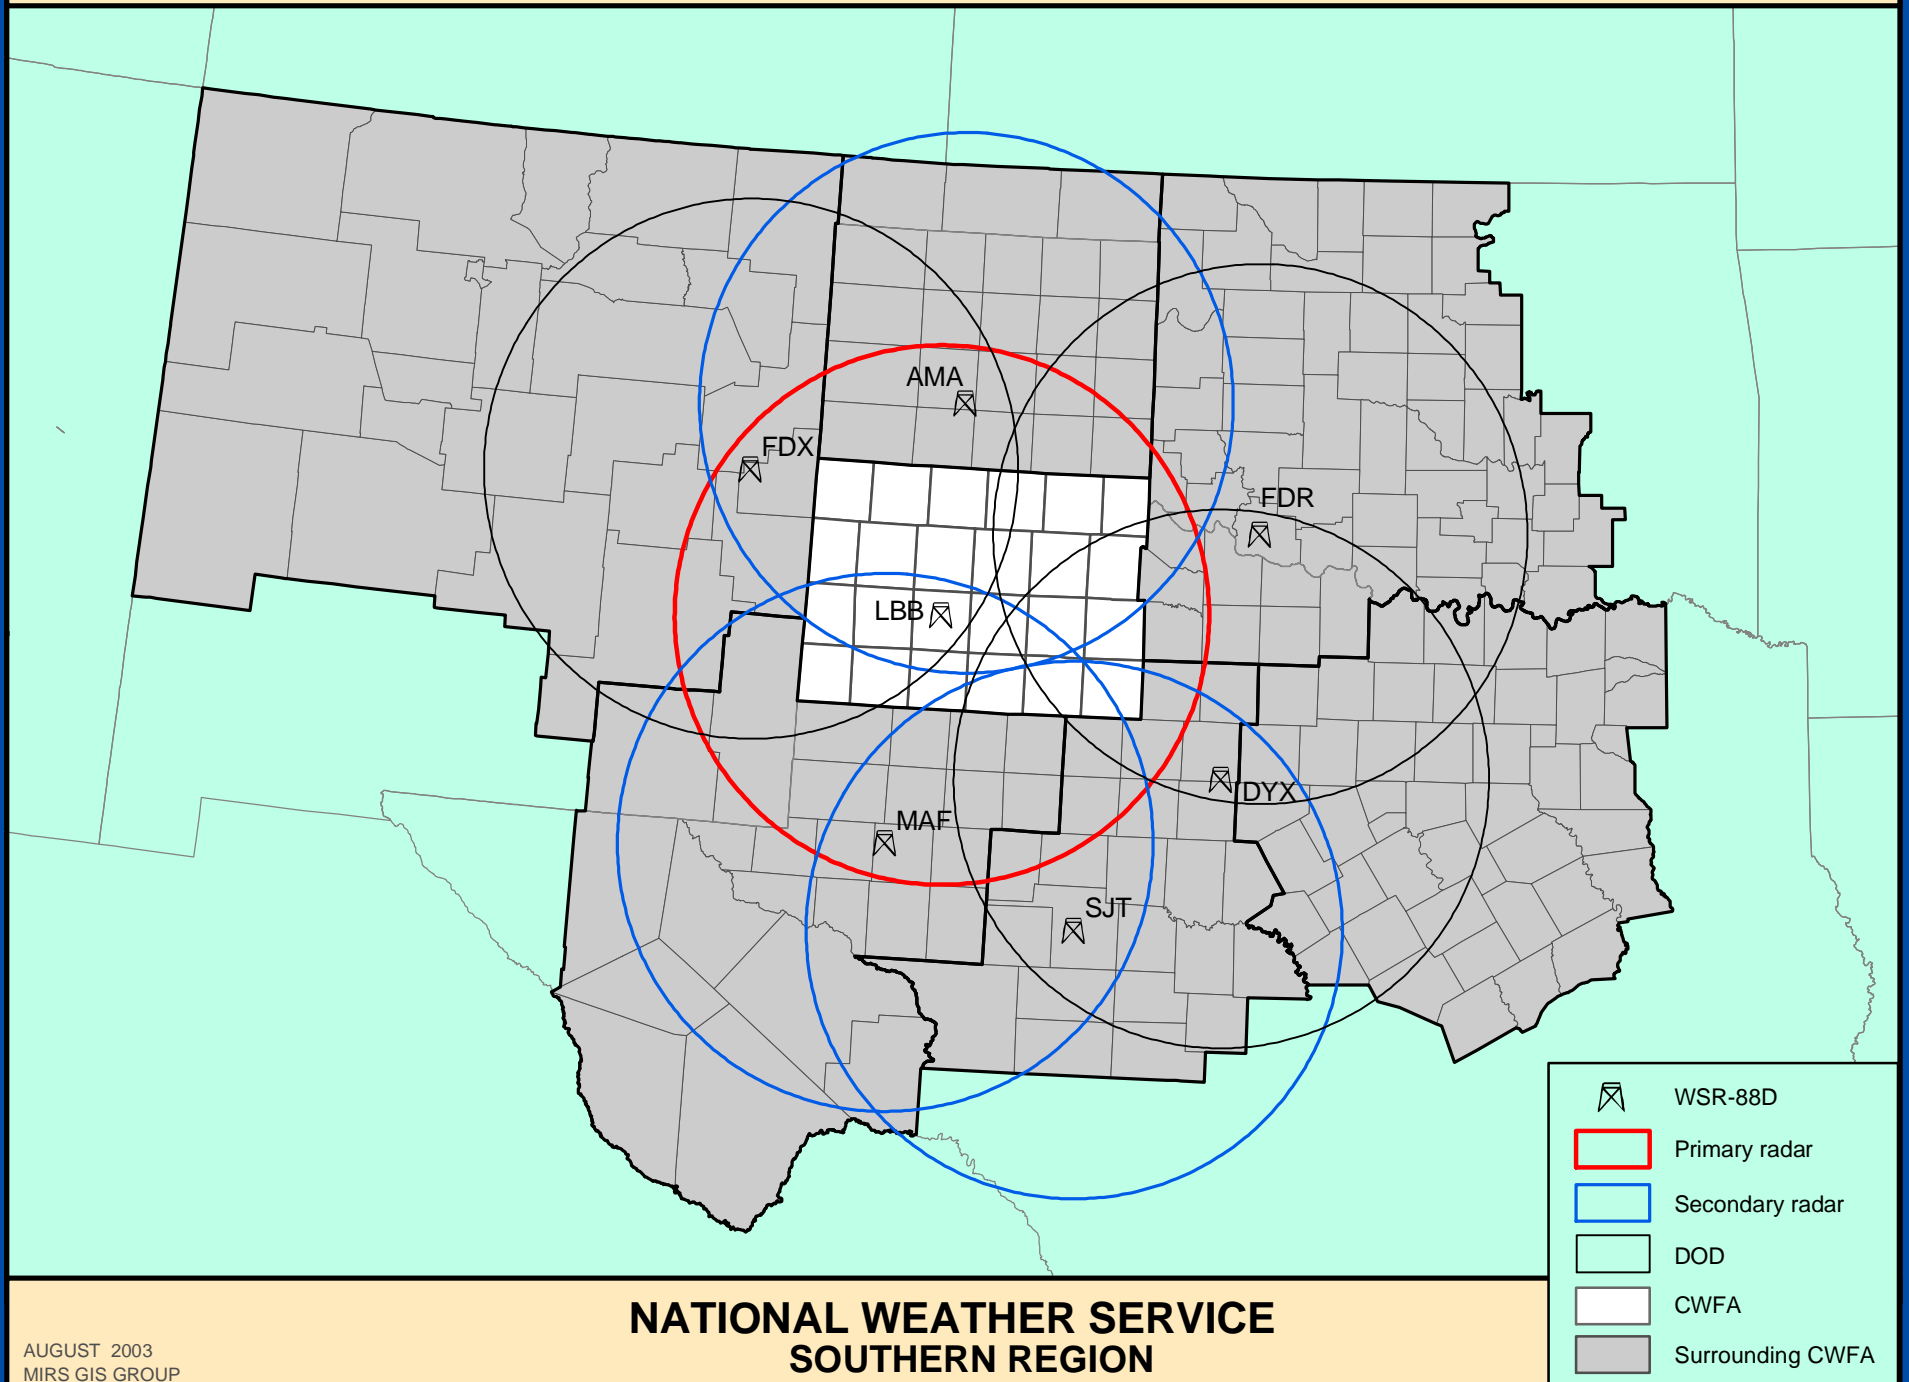 AMA
FDX
FDR
LBB
DYX
MAF
SJT
WSR-88D
Primary radar
Secondary radar
DOD
CWFA
Surrounding CWFA
NATIONAL WEATHER SERVICE
SOUTHERN REGION
AUGUST 2003
MIRS GIS GROUP